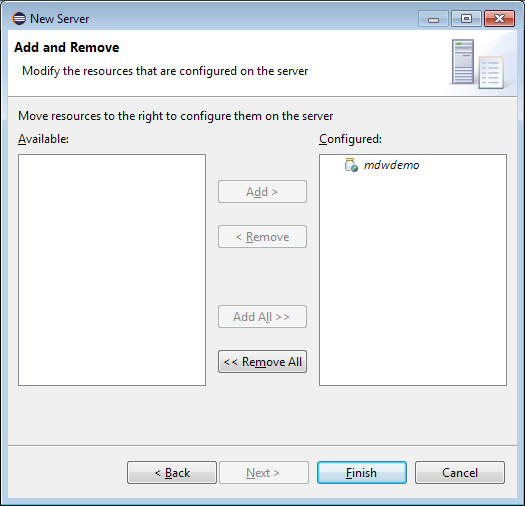 New Server
Add and Remove
Modify the resources that are configured on the server
Move resources to the right to configure them on the server
Available:
Configured:
mdwdemo
Add >
< Remove
Add All >>
<< Remove All
< Back
Next >
Finish
Cancel